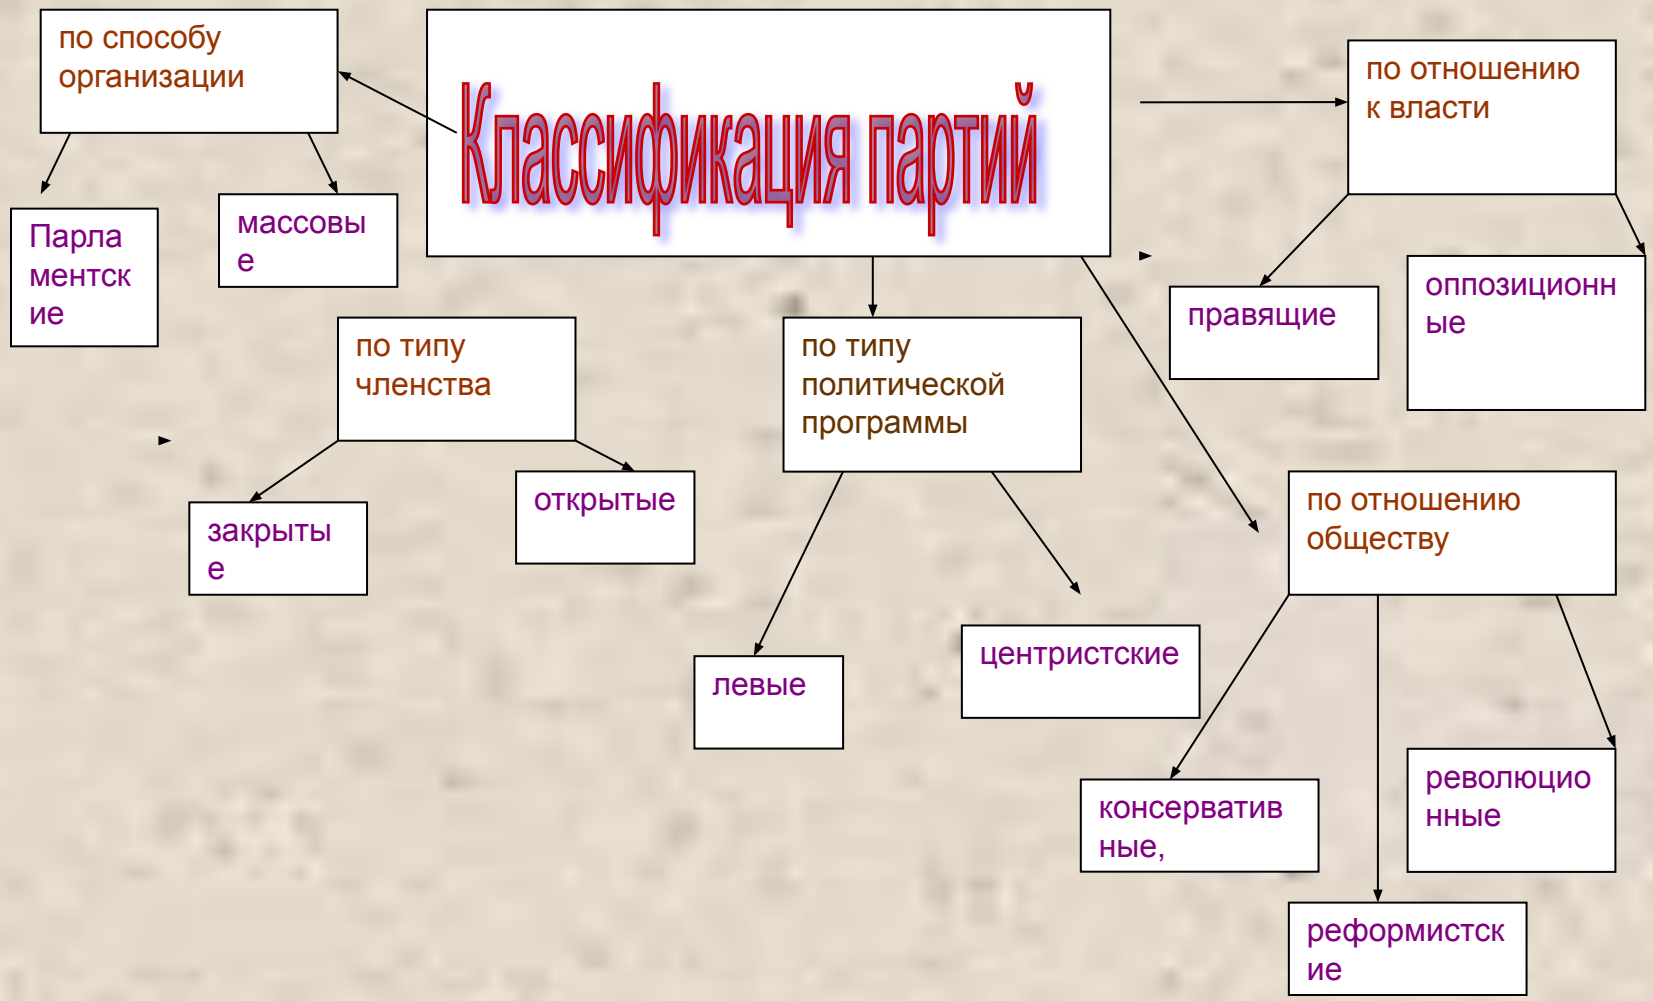 по способу
организации
Классификация партий
по отношению
к власти
Парла
ментск
ие
массовы
е
правящие
оппозиционн
ые
по типу
членства
по типу
политической
программы
закрыты
е
открытые
по отношению
обществу
левые
центристские
консерватив
ные,
революцио
нные
реформистск
ие